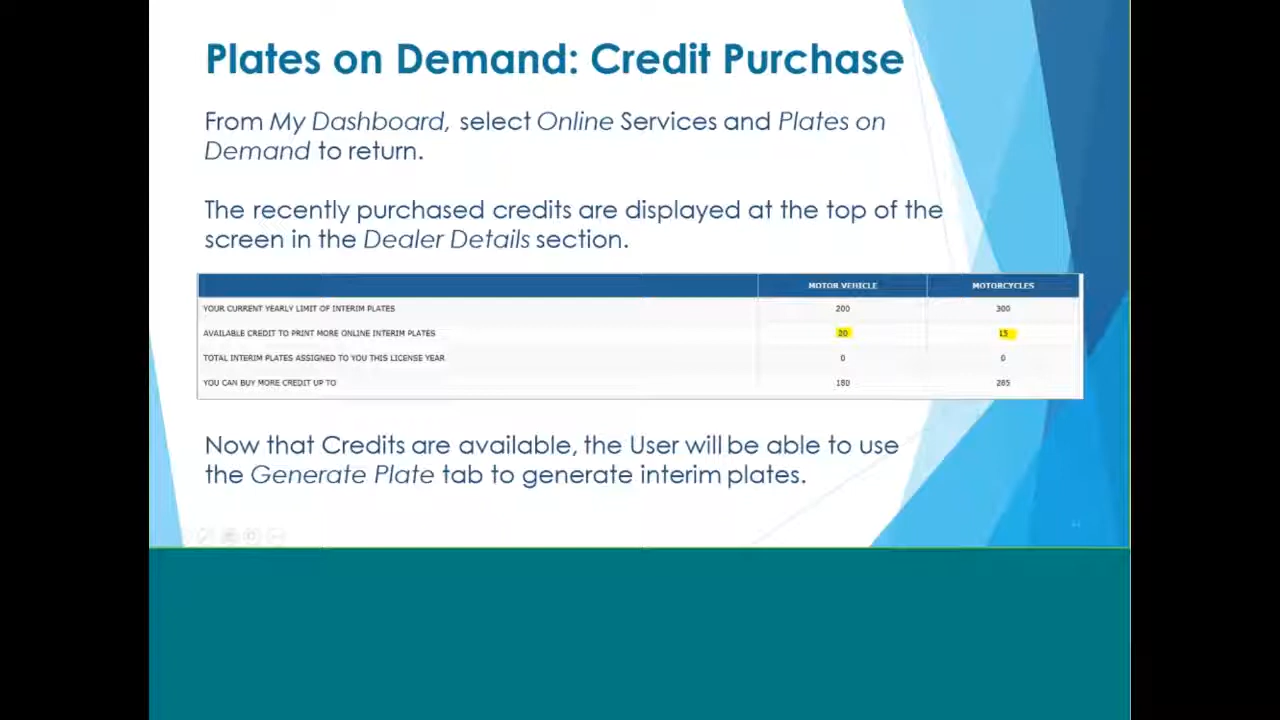 Plates on Demand: Credit Purchase
From My Dashboard, select Online Services and Plates on
Demand to return.
The recently purchased credits are displayed at the top of the
screen in the Dealer Details section.
MOTOR VEHICLE MOTORCYCLES
YOUR CURRENT YEARLY LIMIT OF INTERIM PLATES 200 300
AVAILABLE CREDIT TO PRINT MORE ONLINE INTERIM PLATES 20 15
TOTAL INTERIM PLATES ASSIGNED TO YOU THIS LICENSE YEAR 0 0
YOU CAN BUY MORE CREDIT UP TO 180 285
Now that Credits are available, the User will be able to use
the Generate Plate tab to generate interim plates.